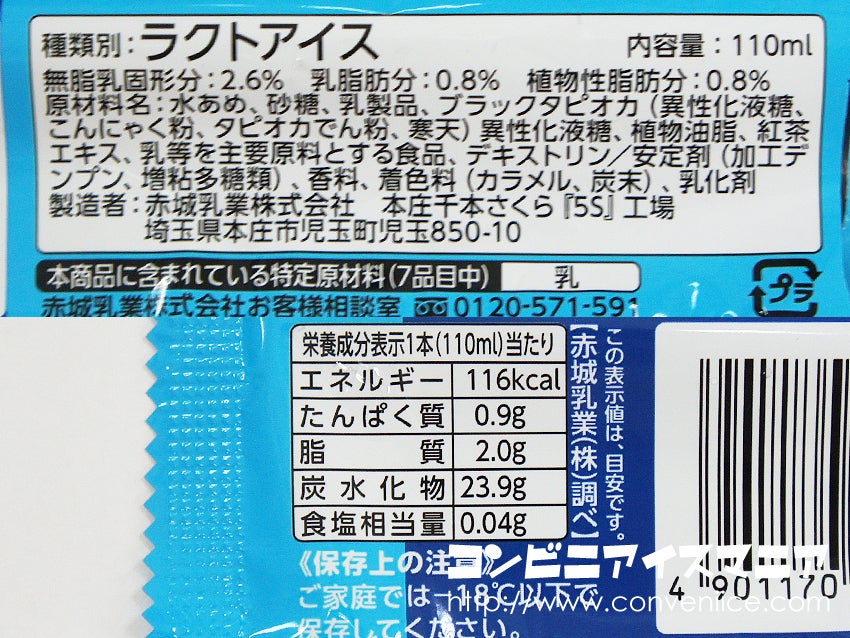 種類別：ラクトアイス 内容量：110ml
無脂乳固形分：2.6% 乳脂肪分：0.8% 植物性脂肪分：0.8%
原材料名：水あめ、砂糖、乳製品、ブラックタピオカ（異性化液糖、
こんにゃく粉、タピオカでん粉、寒天）異性化液糖、植物油脂、紅茶
エキス、乳等を主要原料とする食品、デキストリン／安定剤（加工デ
ンプン、増粘多糖類）、香料、着色料（カラメル、炭末）、乳化剤
製造者：赤城乳業株式会社 本庄千本さくら『5S』工場
埼玉県本庄市児玉町児玉850-10
本商品に含まれている特定原材料（7品目中） 乳
プラ
赤城乳業株式会社お客様相談室 0120-571-591
栄養成分表示1本（110ml）当たり
エネルギー 116kcal
たんぱく質 0.9g
脂質 2.0g
炭水化物 23.9g
食塩相当量 0.04g
この表示値は、目安です。
【赤城乳業（株）調べ】
《保存上の注意》
ご家庭では−18℃以下で
保存してください。
コンビニアイスマニア
http://www.conveniice.com
4 901170